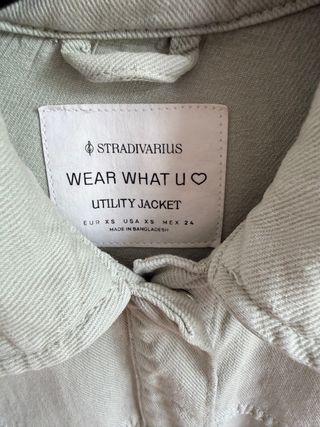 STRADIVARIUS
WEAR WHAT U ♡
UTILITY JACKET
EUR XS USA XS MEX 24
MADE IN BANGLADESH